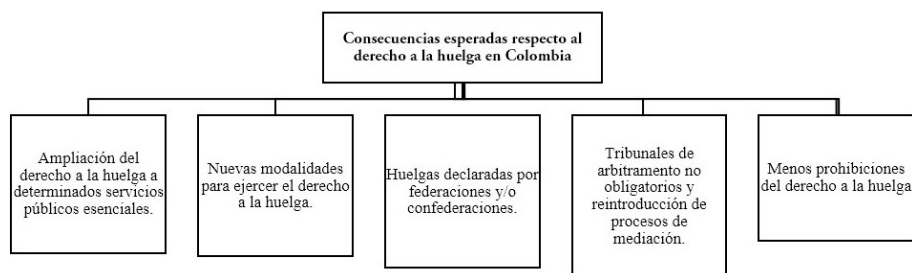 Consecuencias esperadas respecto al
derecho a la huelga en Colombia
Ampliación del
derecho a la huelga a
determinados servicios
públicos esenciales.
Nuevas modalidades
para ejercer el derecho
a la huelga.
Huelgas declaradas por
federaciones y/o
confederaciones.
Tribunales de
arbitramento no
obligatorios y
reintroducción de
procesos de
mediación.
Menos prohibiciones
del derecho a la huelga